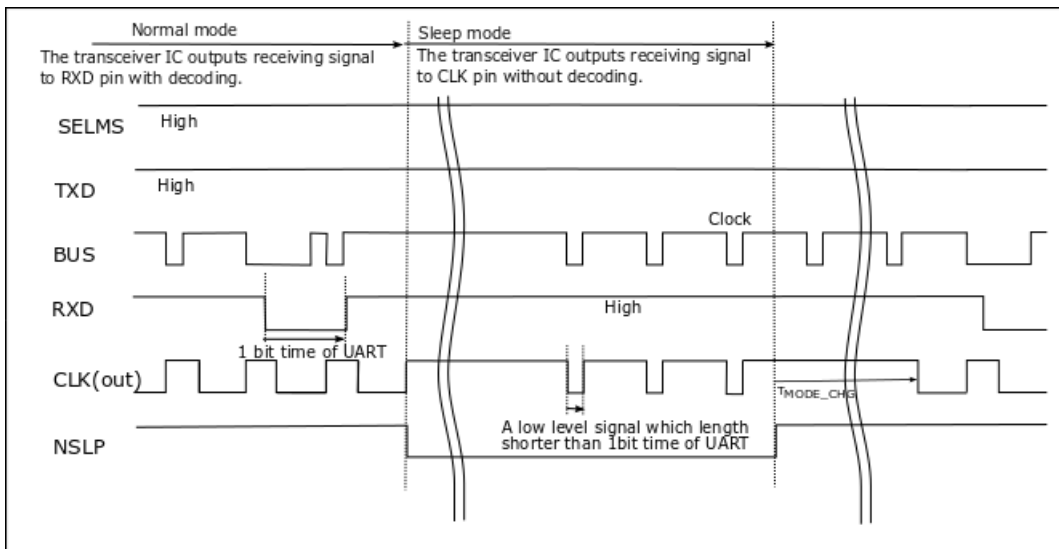 Normal mode
The transceiver IC outputs receiving signal
to RXD pin with decoding.
Sleep mode
The transceiver IC outputs receiving signal
to CLK pin without decoding.
SELMS
High
TXD
High
Clock
BUS
RXD
High
1 bit time of UART
CLK(out)
TMODE_CHG
A low level signal which length
shorter than 1bit time of UART
NSLP